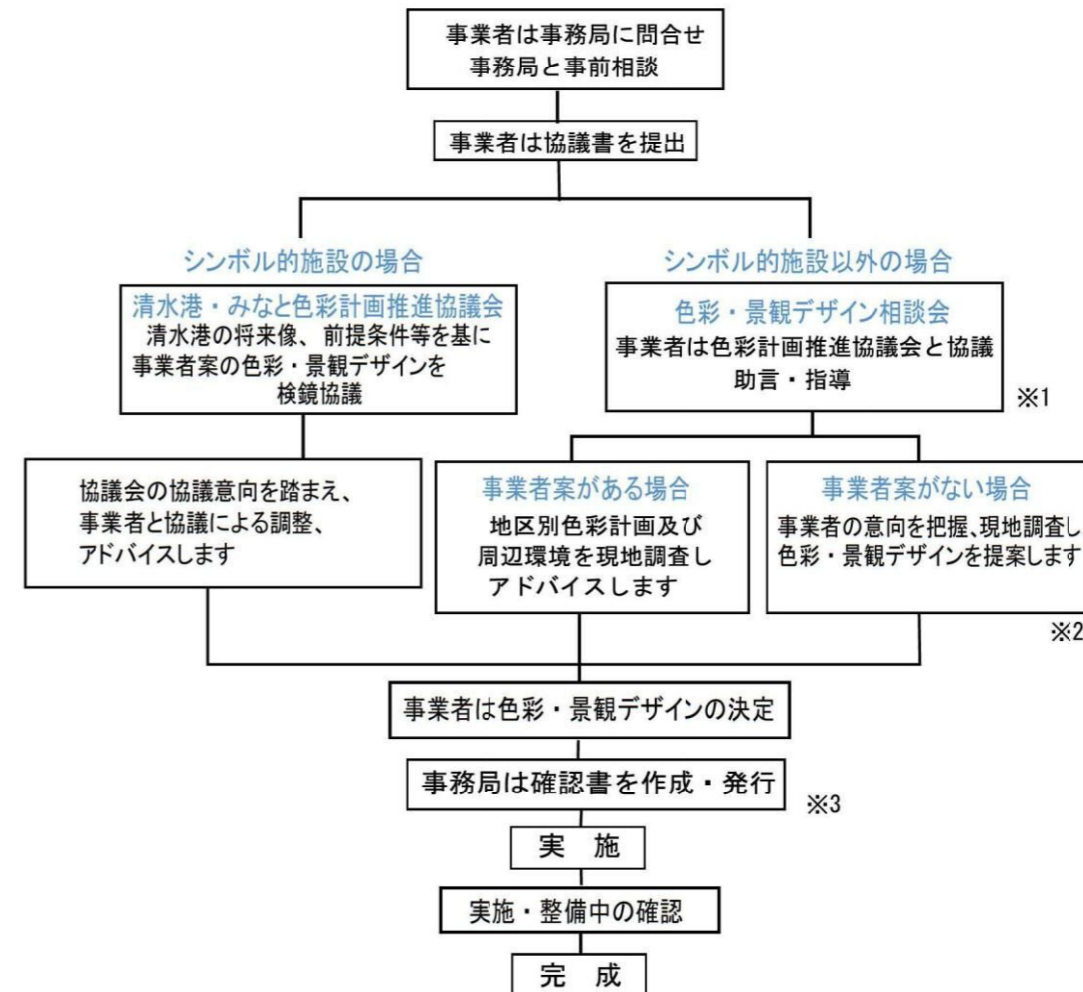 事業者は事務局に問合せ
事務局と事前相談
事業者は協議書を提出
シンボル的施設の場合
清水港・みなと色彩計画推進協議会
清水港の将来像、前提条件等を基に
事業者案の色彩・景観デザインを
検鏡協議
協議会の協議意向を踏まえ、
事業者と協議による調整、
アドバイスします
シンボル的施設以外の場合
色彩・景観デザイン相談会
事業者は色彩計画推進協議会と協議
助言・指導
※1
事業者案がある場合
地区別色彩計画及び
周辺環境を現地調査し
アドバイスします
事業者案がない場合
事業者の意向を把握、現地調査し
色彩・景観デザインを提案します
※2
事業者は色彩・景観デザインの決定
事務局は確認書を作成・発行
※3
実　施
実施・整備中の確認
完　成